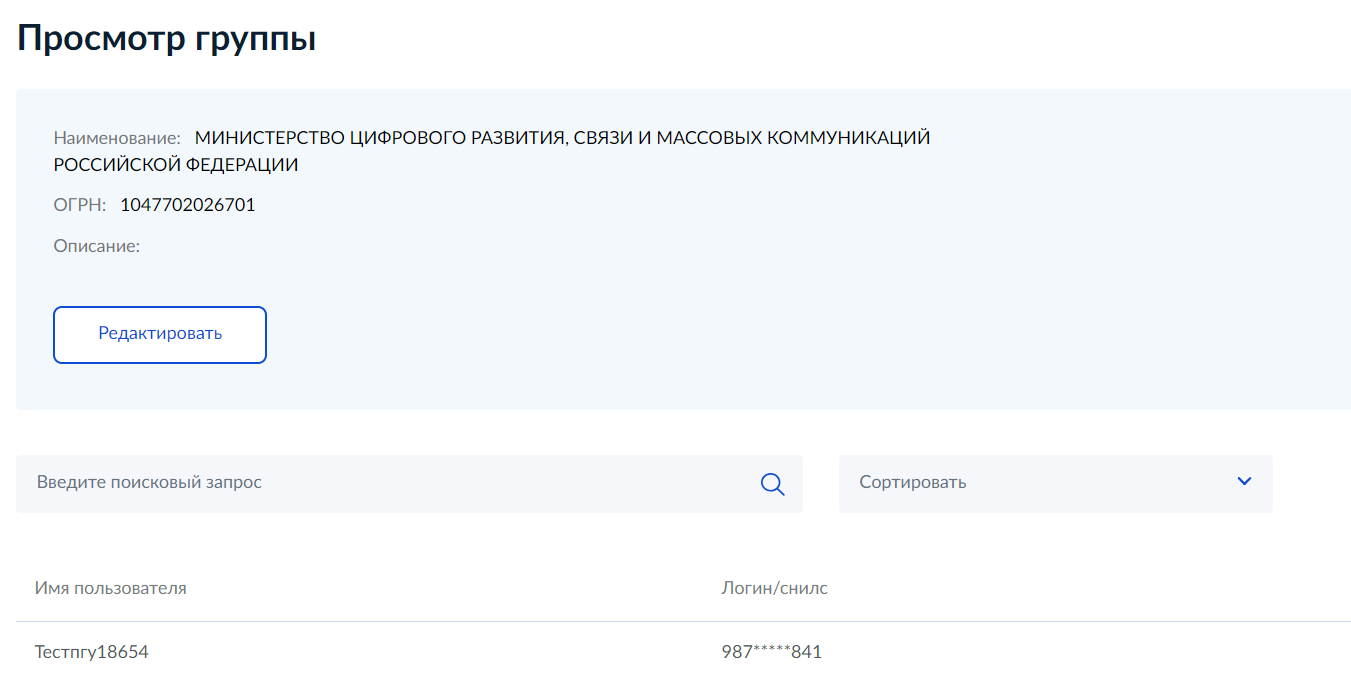 Просмотр группы
Наименование: МИНИСТЕРСТВО ЦИФРОВОГО РАЗВИТИЯ, СВЯЗИ И МАССОВЫХ КОММУНИКАЦИЙ
РОССИЙСКОЙ ФЕДЕРАЦИИ
ОГРН: 1047702026701
Описание:
Редактировать
Введите поисковый запрос
Сортировать
Имя пользователя
Логин/снилс
Тестпгу18654
987*****841